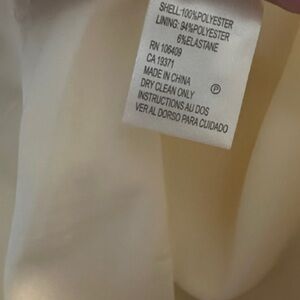 SHELL:100%POLYESTER
LINING: 94%POLYESTER
6%ELASTANE
RN 106409
CA 19371
MADE IN CHINA
DRY CLEAN ONLY Ⓟ
INSTRUCTIONS AU DOS
VER AL DORSO PARA CUIDADO